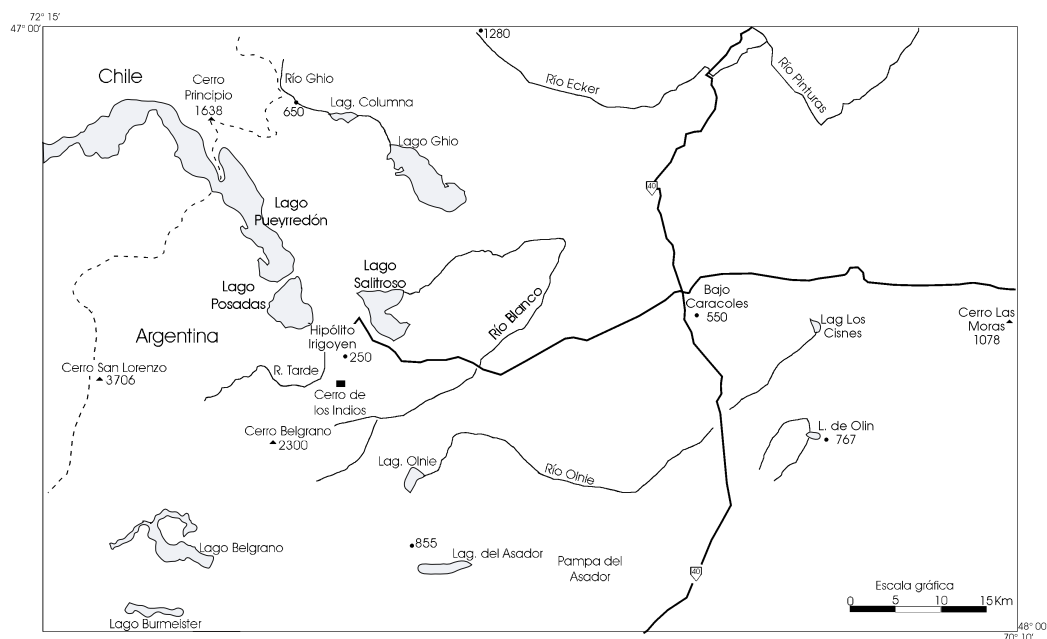 72° 15'
47° 00'
1280
Chile
Cerro
Principio
1638
Río Ghio
650
Lag. Columna
Río Ecker
Río Pinturas
Lago Ghio
40
Lago
Pueyrredón
Lago
Salitroso
Lago
Posadas
Río Blanco
Bajo
Caracoles
550
Cerro Las
Moras
1078
Lag Los
Cisnes
Argentina
Hipólito
Irigoyen
250
Cerro San Lorenzo
3706
R. Tarde
Cerro de
los Indios
Cerro Belgrano
2300
L. de Olin
767
Lag. Olnie
Río Olnie
Lago Belgrano
855
Lag. del Asador
Pampa del
Asador
40
Escala gráfica
0 5 10 15 Km
Lago Burmeister
48° 00
70° 10'